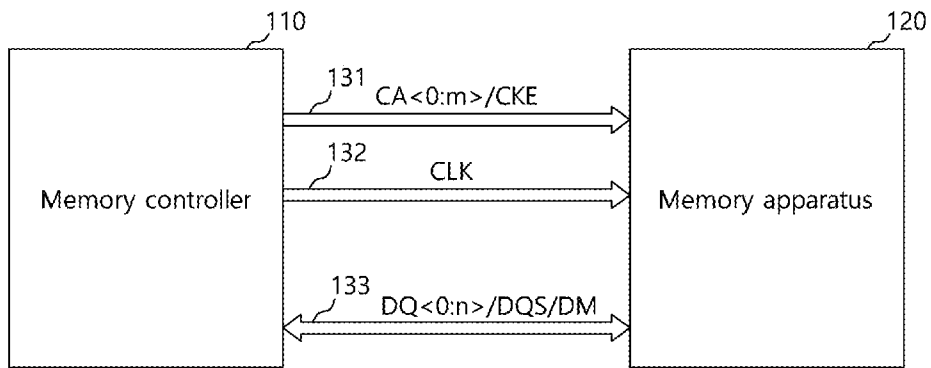 110
120
131
CA<0:m>/CKE
132
CLK
Memory controller
Memory apparatus
133
DQ<0:n>/DQS/DM